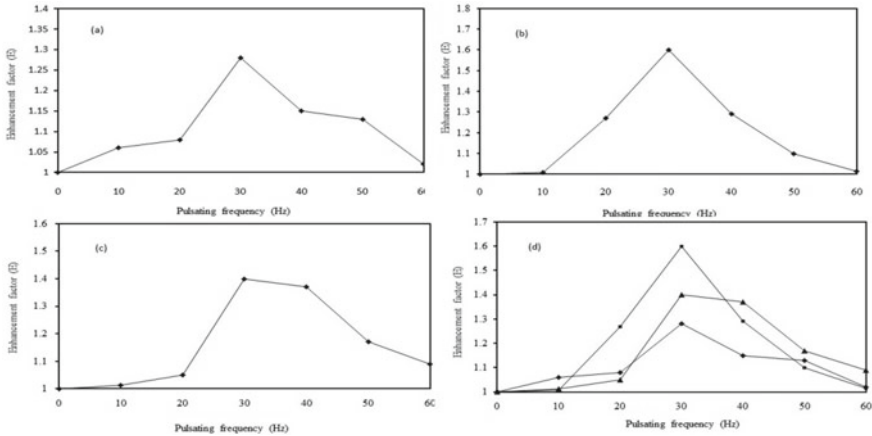 (a)
Enhancement factor (E)
1.4
1.35
1.3
1.25
1.2
1.15
1.1
1.05
1
0 10 20 30 40 50 6C
Pulsating frequency (Hz)
(b)
Enhancement factor (E)
1.8
1.7
1.6
1.5
1.4
1.3
1.2
1.1
1
0 10 20 30 40 50 60
Pulsating frequency (Hz)
(c)
Enhancement factor (E)
1.6
1.5
1.4
1.3
1.2
1.1
1
0 10 20 30 40 50 6C
Pulsating frequency (Hz)
(d)
Enhancement factor (E)
1.7
1.6
1.5
1.4
1.3
1.2
1.1
1.0
0 10 20 30 40 50 60
Pulsating frequency (Hz)